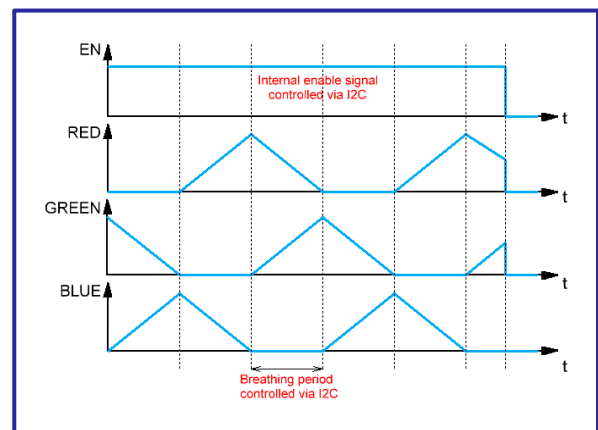 EN
Internal enable signal
controlled via I2C
t
RED
t
GREEN
t
BLUE
t
Breathing period
controlled via I2C